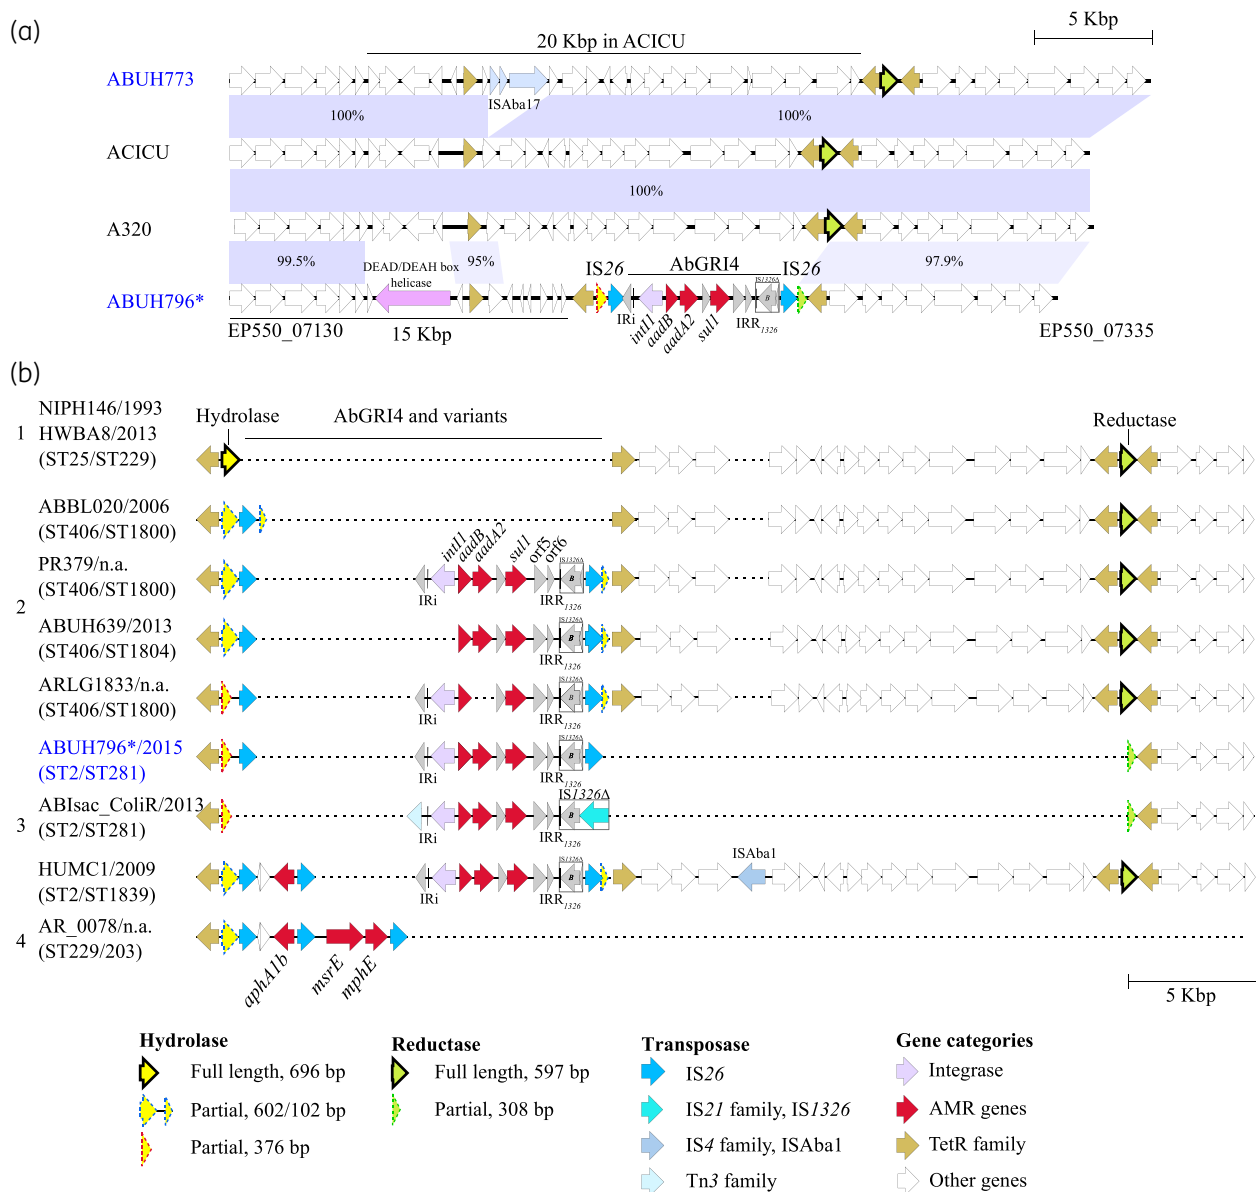 (a)
5 Kbp
20 Kbp in ACICU
ABUH773
ISAba17
100%
100%
ACICU
100%
A320
99.5%
DEAD/DEAH box
helicase
95%
IS26
AbGRI4
IS26
97.9%
IS1326Δ
ABUH796*
B
EP550_07130
15 Kbp
IRi
intI1
aadB
aadA2
sul1
IRR1326
EP550_07335
(b)
Hydrolase
AbGRI4 and variants
Reductase
1
NIPH146/1993
HWBA8/2013
(ST25/ST229)
ABBL020/2006
(ST406/ST1800)
intI1
aadB
aadA2
sul1
orf5
orf6
IS1326Δ
2
PR379/n.a.
(ST406/ST1800)
B
IRi
IRR1326
IS1326Δ
ABUH639/2013
(ST406/ST1804)
B
IRR1326
IS1326Δ
ARLG1833/n.a.
(ST406/ST1800)
B
IRi
IRR1326
IS1326Δ
ABUH796*/2015
(ST2/ST281)
B
IRi
IRR1326
IS1326Δ
3
ABIsac_ColiR/2013
(ST2/ST281)
B
IRi
IRR1326
IS1326Δ
ISAba1
HUMC1/2009
(ST2/ST1839)
B
IRi
IRR1326
4
AR_0078/n.a.
(ST229/203)
aphA1b
msrE
mphE
5 Kbp
Hydrolase
Full length, 696 bp
Partial, 602/102 bp
Partial, 376 bp
Reductase
Full length, 597 bp
Partial, 308 bp
Transposase
IS26
IS21 family, IS1326
IS4 family, ISAba1
Tn3 family
Gene categories
Integrase
AMR genes
TetR family
Other genes